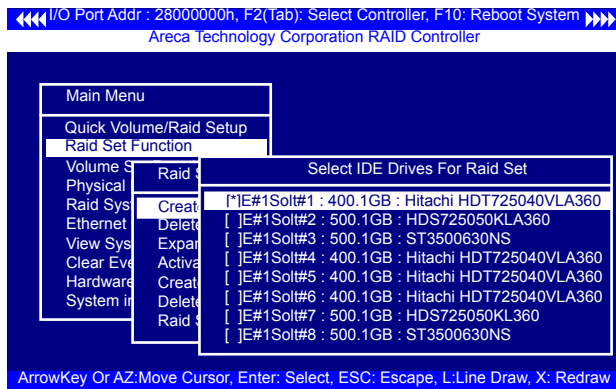 I/O Port Addr : 28000000h, F2(Tab): Select Controller, F10: Reboot System
Areca Technology Corporation RAID Controller
Main Menu
Quick Volume/Raid Setup
Raid Set Function
Volume S
Physical
Raid Sys
Ethernet
View Sys
Clear Eve
Hardware
System in
Raid S
Creat
Delete
Expan
Activa
Creat
Delete
Raid S
Select IDE Drives For Raid Set
[*]E#1Solt#1 : 400.1GB : Hitachi HDT725040VLA360
[ ]E#1Solt#2 : 500.1GB : HDS725050KLA360
[ ]E#1Solt#3 : 500.1GB : ST3500630NS
[ ]E#1Solt#4 : 400.1GB : Hitachi HDT725040VLA360
[ ]E#1Solt#5 : 400.1GB : Hitachi HDT725040VLA360
[ ]E#1Solt#6 : 400.1GB : Hitachi HDT725040VLA360
[ ]E#1Solt#7 : 500.1GB : HDS725050KL360
[ ]E#1Solt#8 : 500.1GB : ST3500630NS
ArrowKey Or AZ:Move Cursor, Enter: Select, ESC: Escape, L:Line Draw, X: Redraw